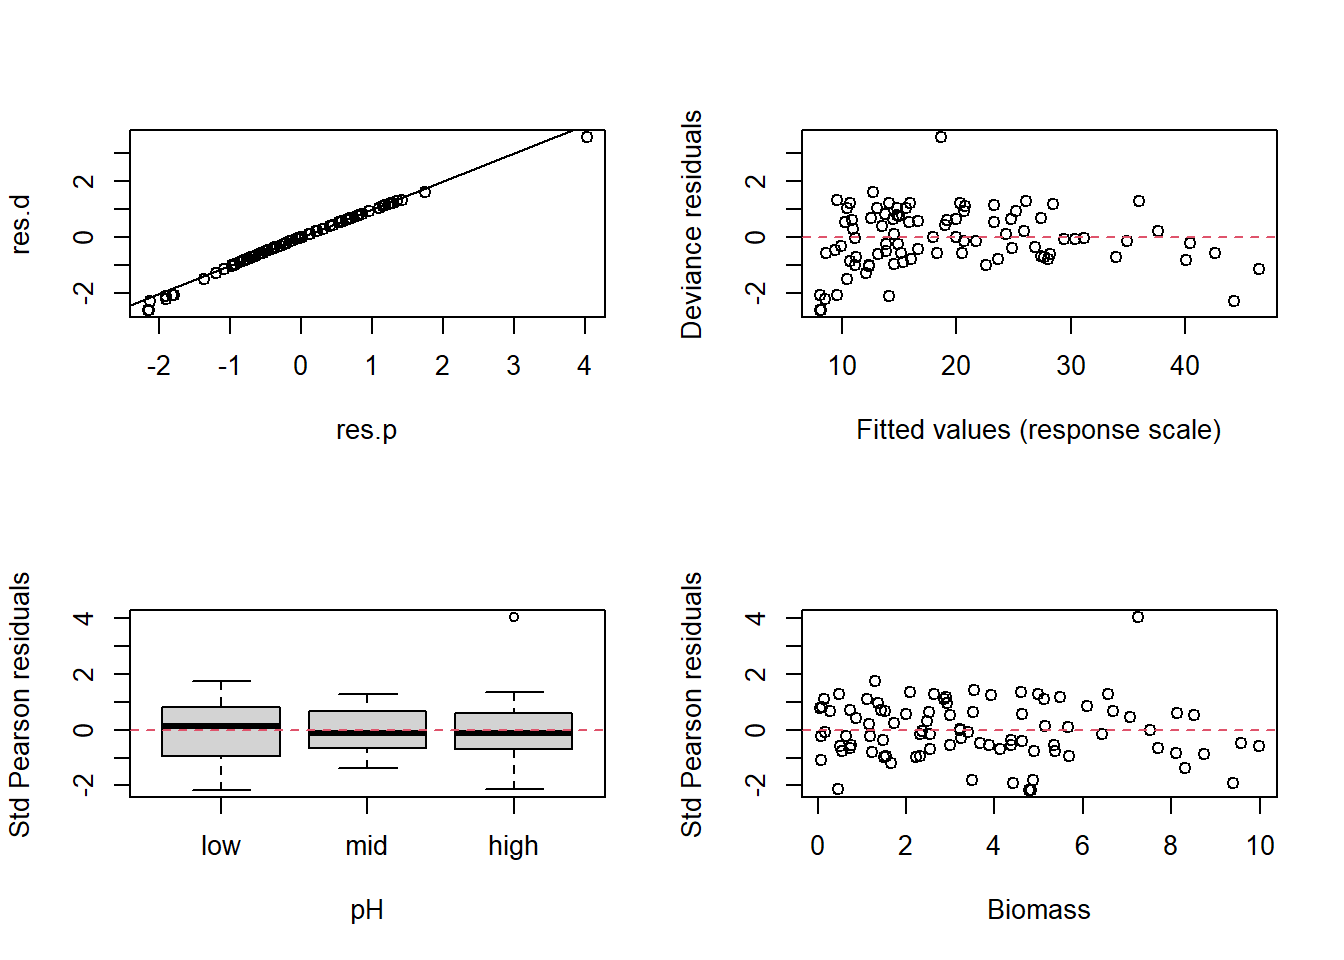 res.d
2
0
-2
-2 -1 0 1 2 3 4
res.p
Deviance residuals
2
0
-2
10 20 30 40
Fitted values (response scale)
Std Pearson residuals
4
2
0
-2
low mid high
pH
Std Pearson residuals
4
2
0
-2
0 2 4 6 8 10
Biomass